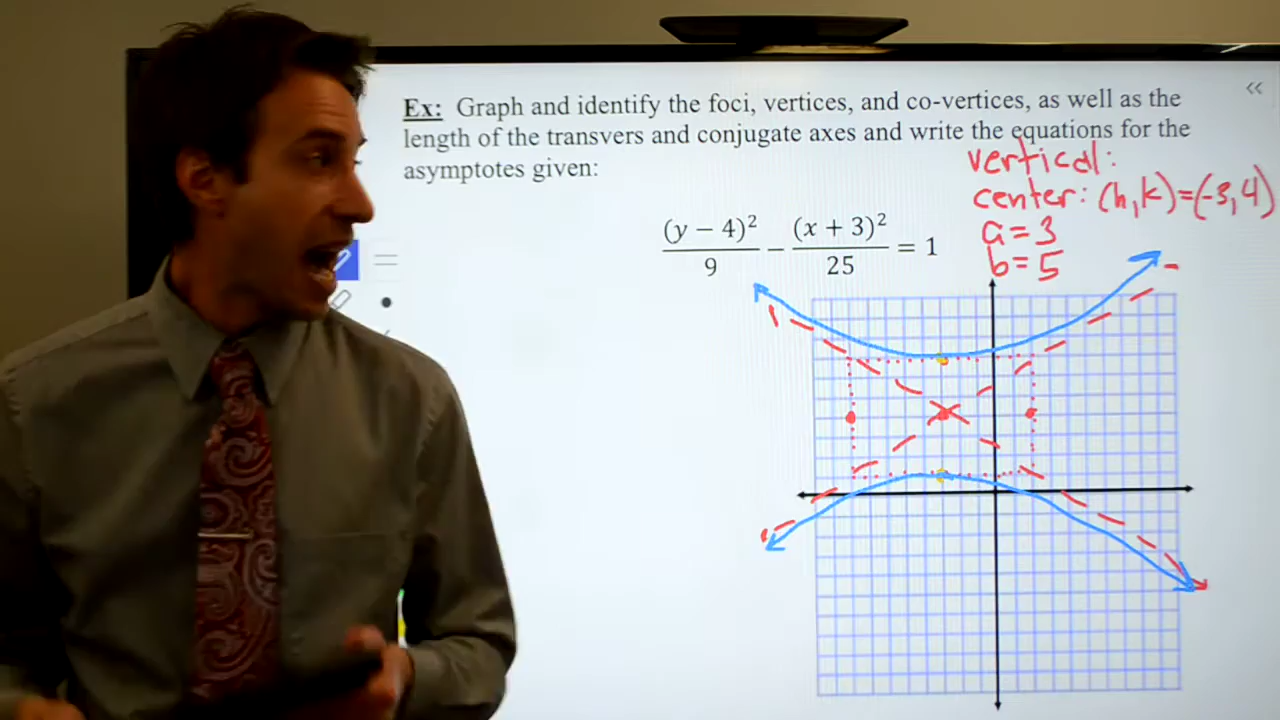 Ex: Graph and identify the foci, vertices, and co-vertices, as well as the
length of the transvers and conjugate axes and write the equations for the
asymptotes given:
vertical:
center: (h,k)=(-3,4)
a=3
b=5
(y − 4)²/9 − (x + 3)²/25 = 1